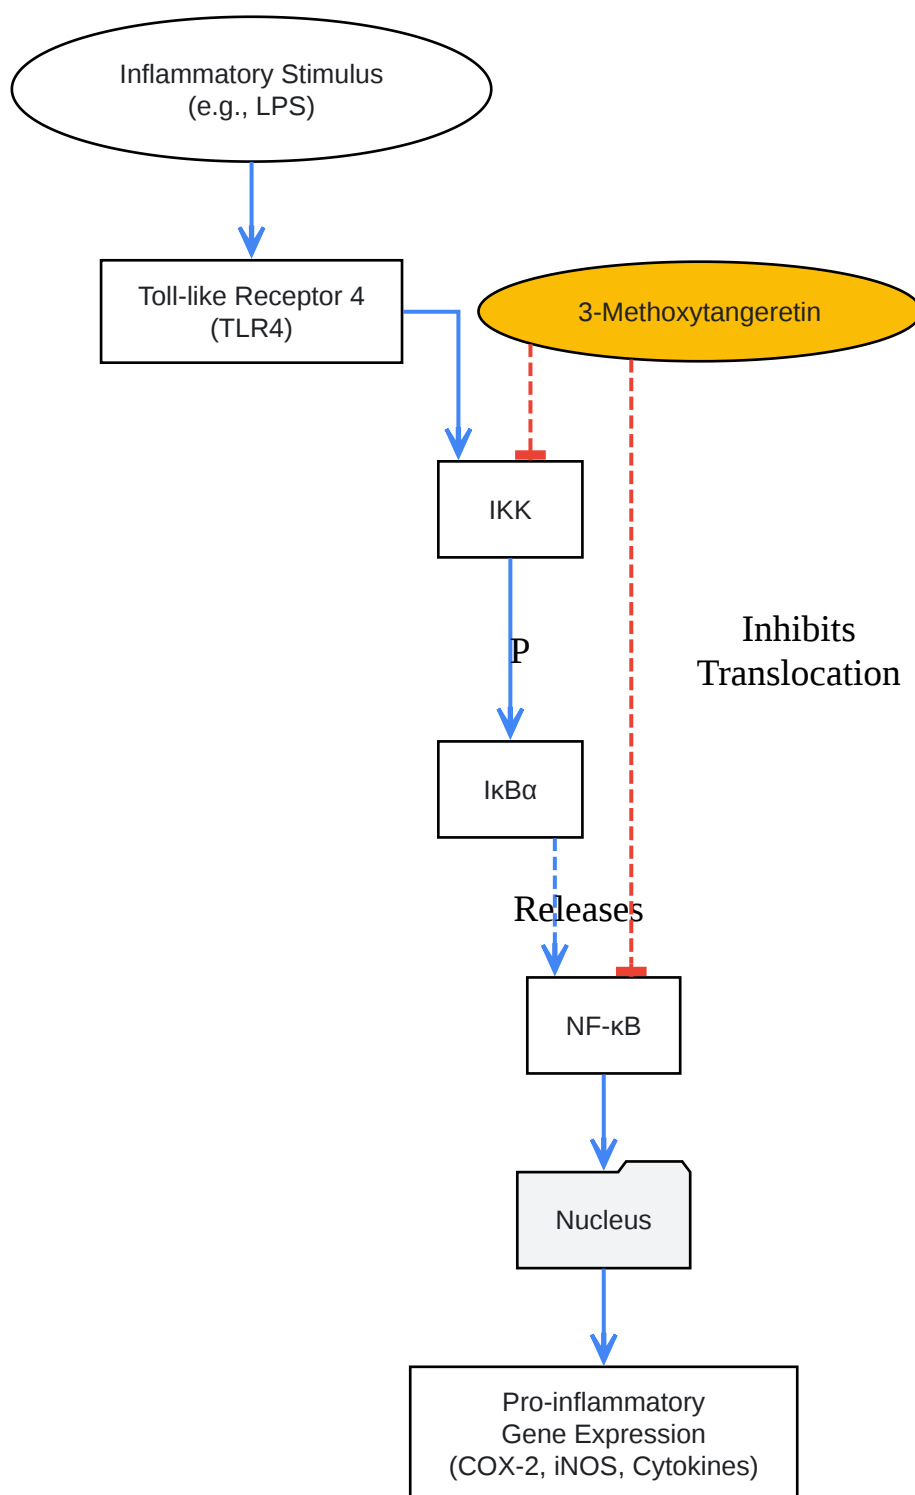 Inflammatory Stimulus
(e.g., LPS)
Toll-like Receptor 4
(TLR4)
3-Methoxytangeretin
IKK
P
Inhibits
Translocation
IκBα
Releases
NF-κB
Nucleus
Pro-inflammatory
Gene Expression
(COX-2, iNOS, Cytokines)